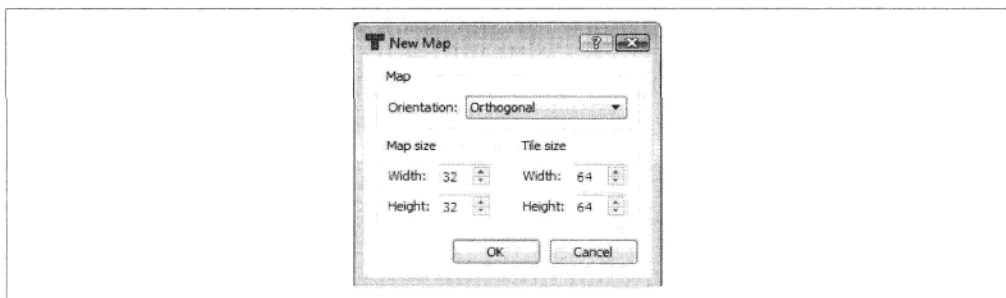 New Map
Map
Orientation: Orthogonal
Map size Tile size
Width: 32 Width: 64
Height: 32 Height: 64
OK Cancel